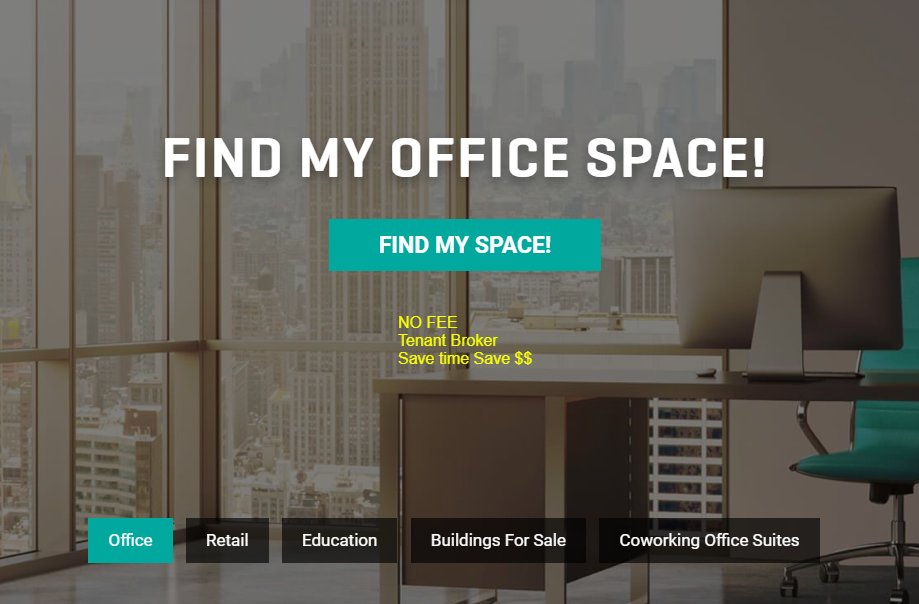 FIND MY OFFICE SPACE!
FIND MY SPACE!
NO FEE
Tenant Broker
Save time Save $$
Office
Retail
Education
Buildings For Sale
Coworking Office Suites